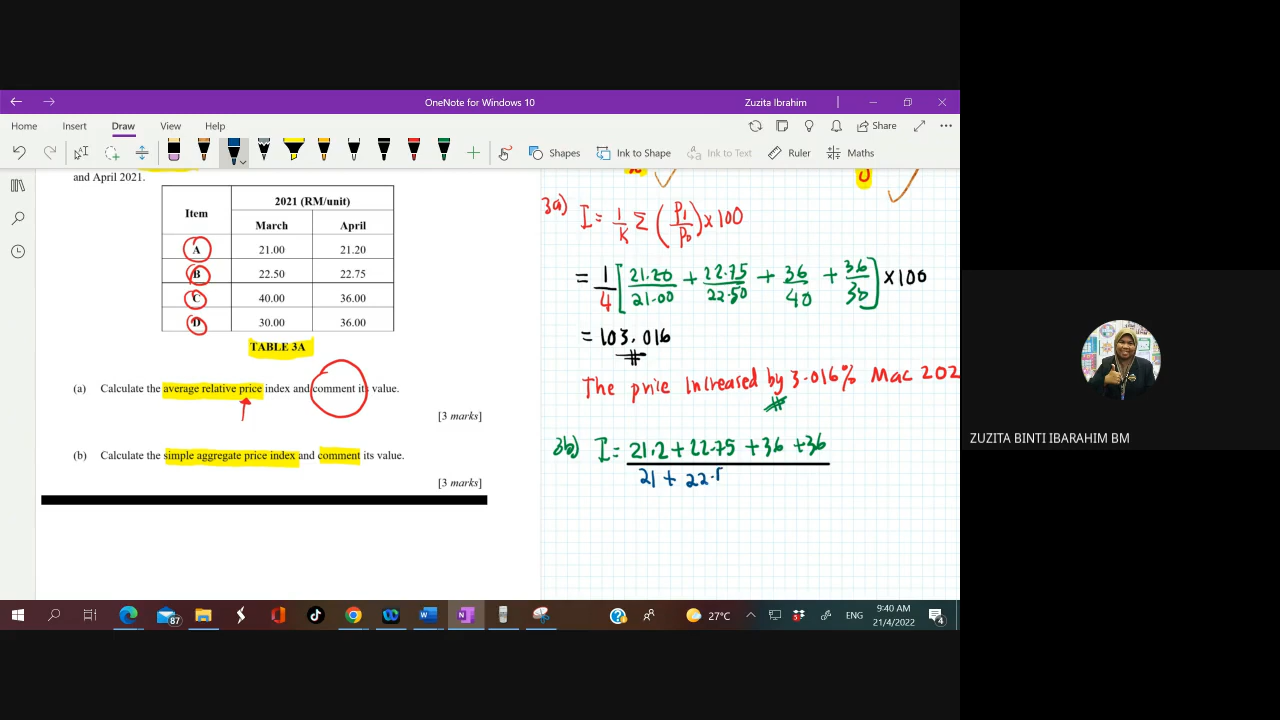 OneNote for Windows 10
Zuzita Ibrahim
Home Insert Draw View Help
Share
Shapes Ink to Shape Ink to Text Ruler Maths
and April 2021.
Item 2021 (RM/unit)
March April
A 21.00 21.20
B 22.50 22.75
C 40.00 36.00
D 30.00 36.00
TABLE 3A
(a) Calculate the average relative price index and comment its value.
[3 marks]
(b) Calculate the simple aggregate price index and comment its value.
[3 marks]
3a) I = 1/K Σ (P1/P0) × 100
= 1/4 [21.20/21.00 + 22.75/22.50 + 36/40 + 36/30] × 100
= 103.016
The price increased by 3.016% Mac 202
3b) I = 21.2 + 22.75 + 36 + 36
21 + 22.
ZUZITA BINTI IBARAHIM BM
87
27°C
ENG
9:40 AM
21/4/2022
4